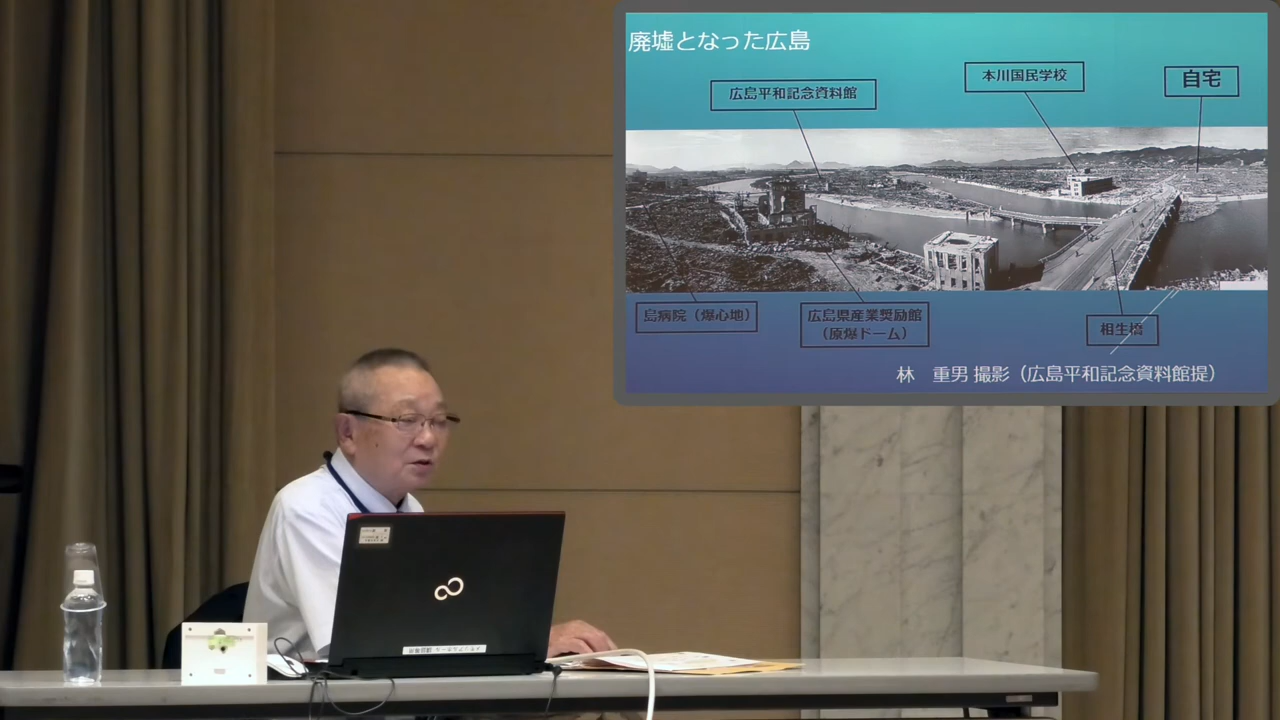 廃墟となった広島
本川国民学校
自宅
広島平和記念資料館
島病院（爆心地）
広島県産業奨励館
（原爆ドーム）
相生橋
林　重男 撮影（広島平和記念資料館提）